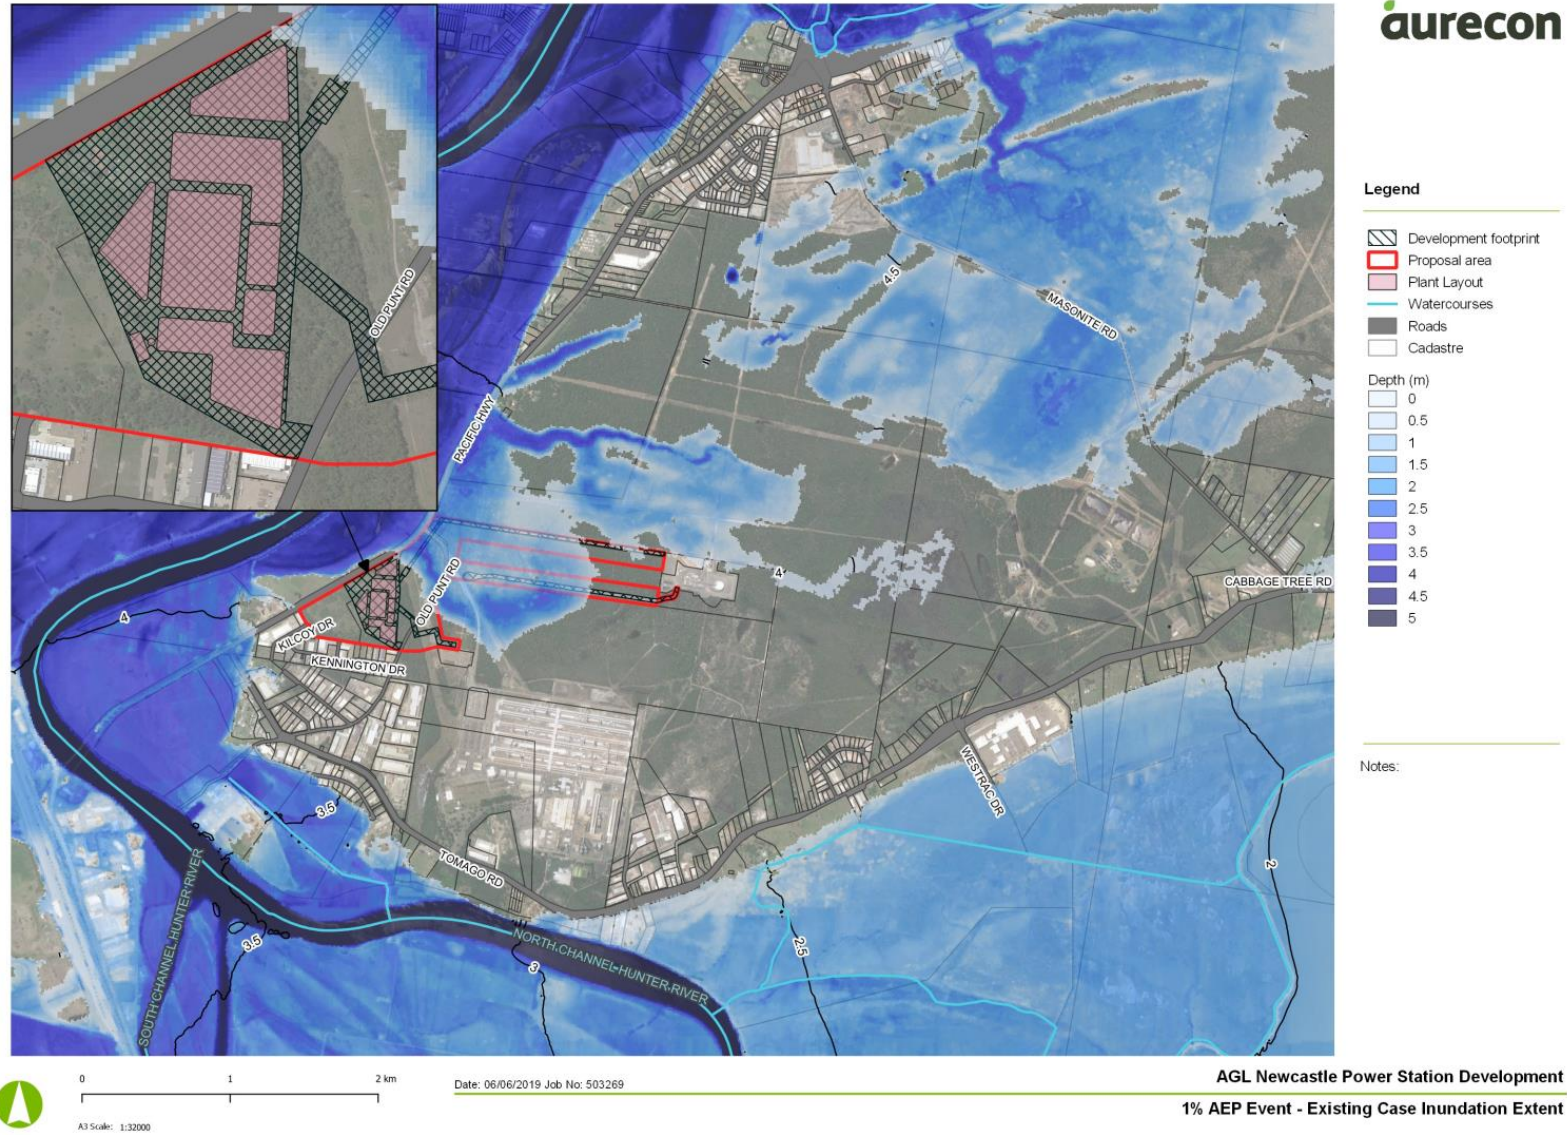 aurecon
OLD PUNT RD
PACIFIC HWY
4.5
MASONITE RD
Legend
Development footprint
Proposal area
Plant Layout
Watercourses
Roads
Cadastre
Depth (m)
0
0.5
1
1.5
2
2.5
3
3.5
4
4.5
5
4
CABBAGE TREE RD
OLD PUNT RD
4
KILCOY DR
KENNINGTON DR
Notes:
WESTRAC DR
3.5
TOMAGO RD
2
SOUTH CHANNEL HUNTER RIVER
3.5
3
NORTH CHANNEL HUNTER RIVER
2.5
0 1 2 km
A3 Scale: 1:32000
Date: 06/06/2019 Job No: 503269
AGL Newcastle Power Station Development
1% AEP Event - Existing Case Inundation Extent